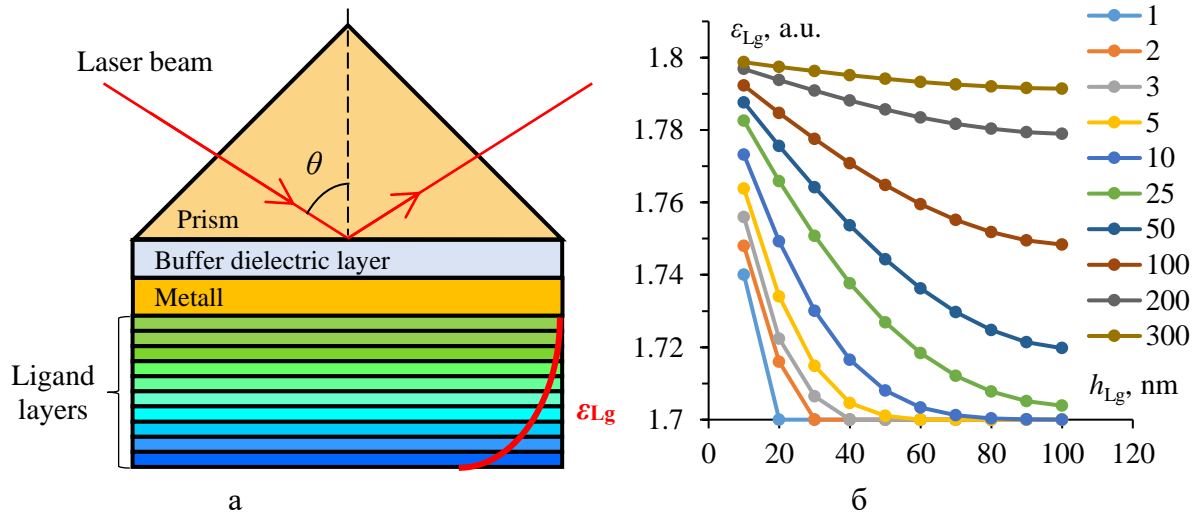 Laser beam
θ
Prism
Buffer dielectric layer
Metall
Ligand
layers
εLg
а
εLg, a.u.
1.8
1.78
1.76
1.74
1.72
1.7
0
20
40
60
80
100
120
hLg, nm
1
2
3
5
10
25
50
100
200
300
б